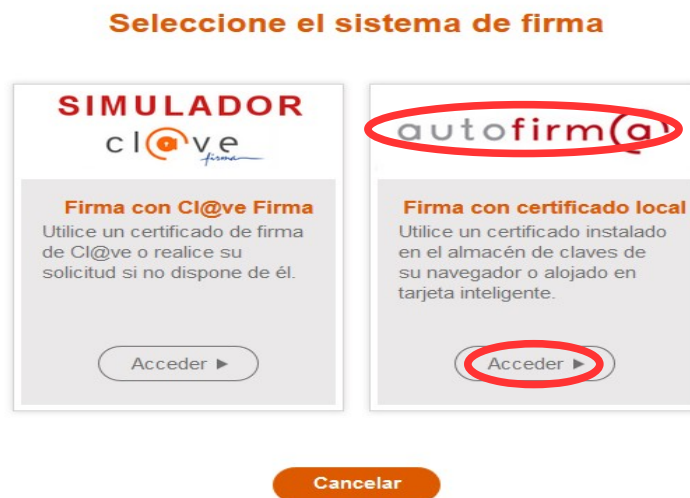 Seleccione el sistema de firma
SIMULADOR
cl@ve
firma
Firma con Cl@ve Firma
Utilice un certificado de firma
de Cl@ve o realice su
solicitud si no dispone de él.
Acceder ►
autofirm@
Firma con certificado local
Utilice un certificado instalado
en el almacén de claves de
su navegador o alojado en
tarjeta inteligente.
Acceder ►
Cancelar